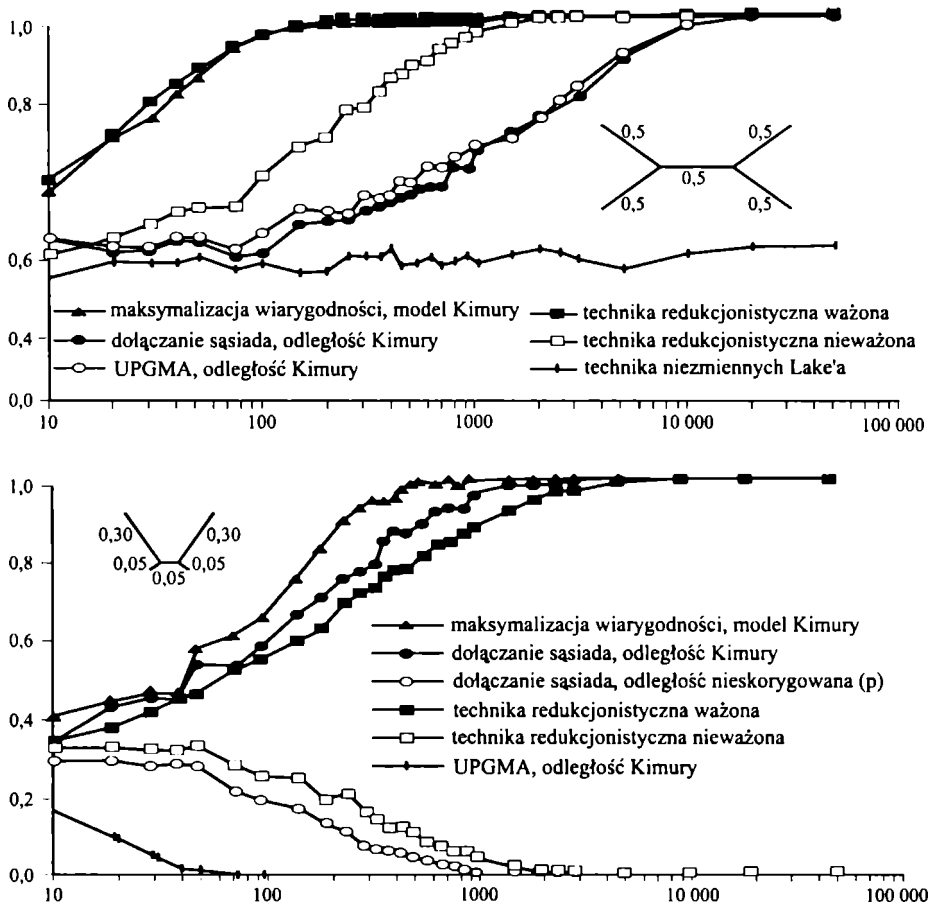 1,0
0,8
0,6
0,0
0,5
0,5
0,5
0,5
0,5
maksymalizacja wiarygodności, model Kimury
dołączanie sąsiada, odległość Kimury
UPGMA, odległość Kimury
technika redukcjonistyczna ważona
technika redukcjonistyczna nieważona
technika niezmiennych Lake'a
10
100
1000
10 000
100 000
1,0
0,8
0,6
0,4
0,2
0,0
0,30
0,30
0,05
0,05
0,05
maksymalizacja wiarygodności, model Kimury
dołączanie sąsiada, odległość Kimury
dołączanie sąsiada, odległość nieskorygowana (p)
technika redukcjonistyczna ważona
technika redukcjonistyczna nieważona
UPGMA, odległość Kimury
10
100
1000
10 000
100 000